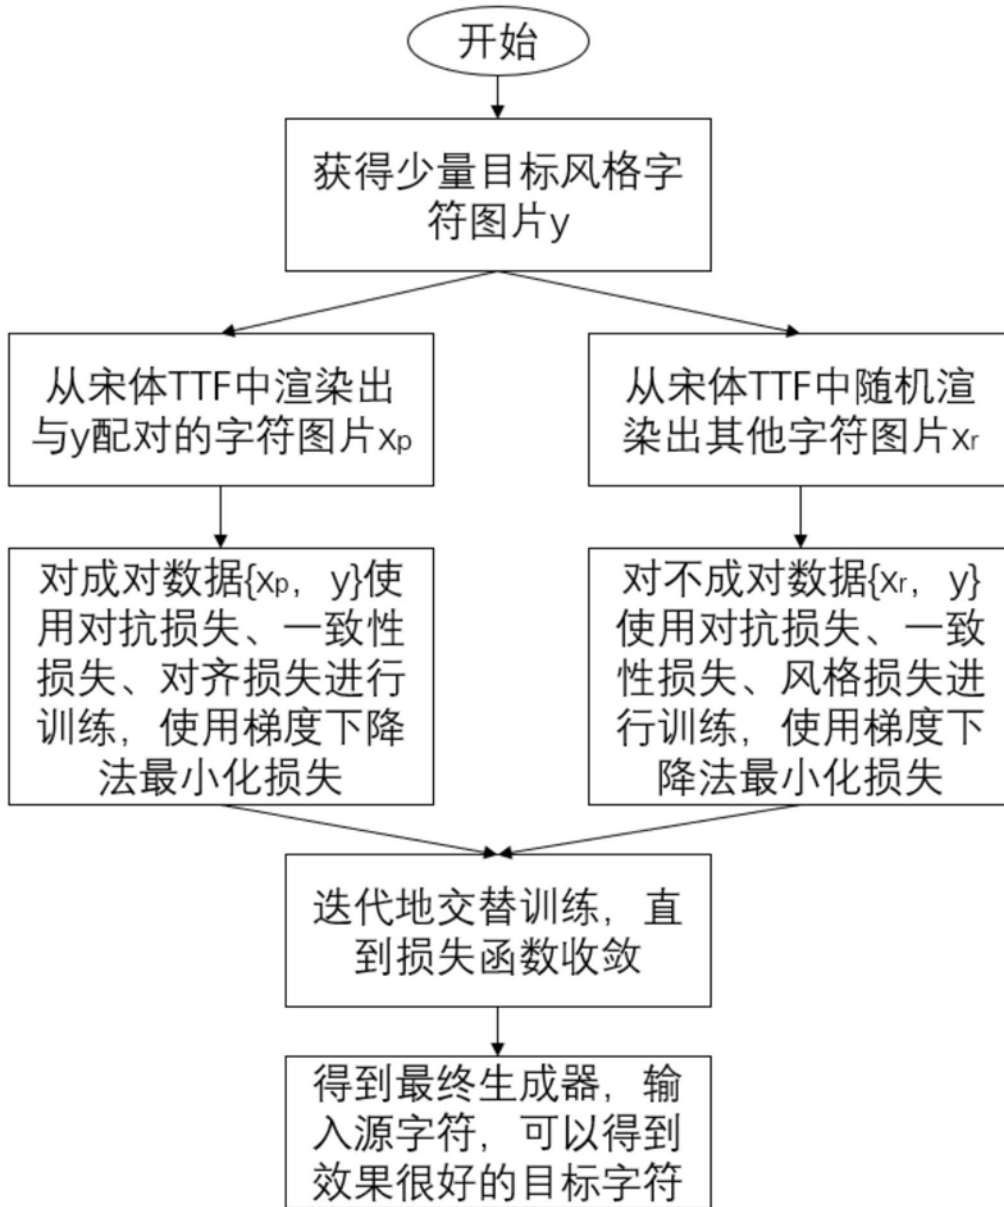 开始
获得少量目标风格字
符图片y
从宋体TTF中渲染出
与y配对的字符图片xp
从宋体TTF中随机渲
染出其他字符图片xr
对成对数据{xp，y}使
用对抗损失、一致性
损失、对齐损失进行
训练，使用梯度下降
法最小化损失
对不成对数据{xr，y}
使用对抗损失、一致
性损失、风格损失进
行训练，使用梯度下
降法最小化损失
迭代地交替训练，直
到损失函数收敛
得到最终生成器，输
入源字符，可以得到
效果很好的目标字符